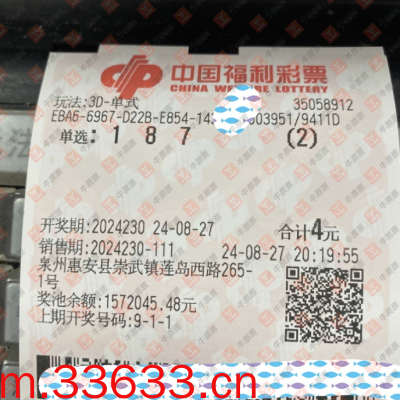 中国福利彩票
CHINA WELFARE LOTTERY
玩法:3D-单式 35058912
EBA6-6967-D22B-E854-14 003951/9411D
单选: 1 8 7 (2)
开奖期:2024230 24-08-27 合计4元
销售期:2024230-111 24-08-27 20:19:55
泉州惠安县崇武镇莲岛西路265-
1号
奖池余额:1572045.48元
上期开奖号码:9-1-1
m.33633.cn